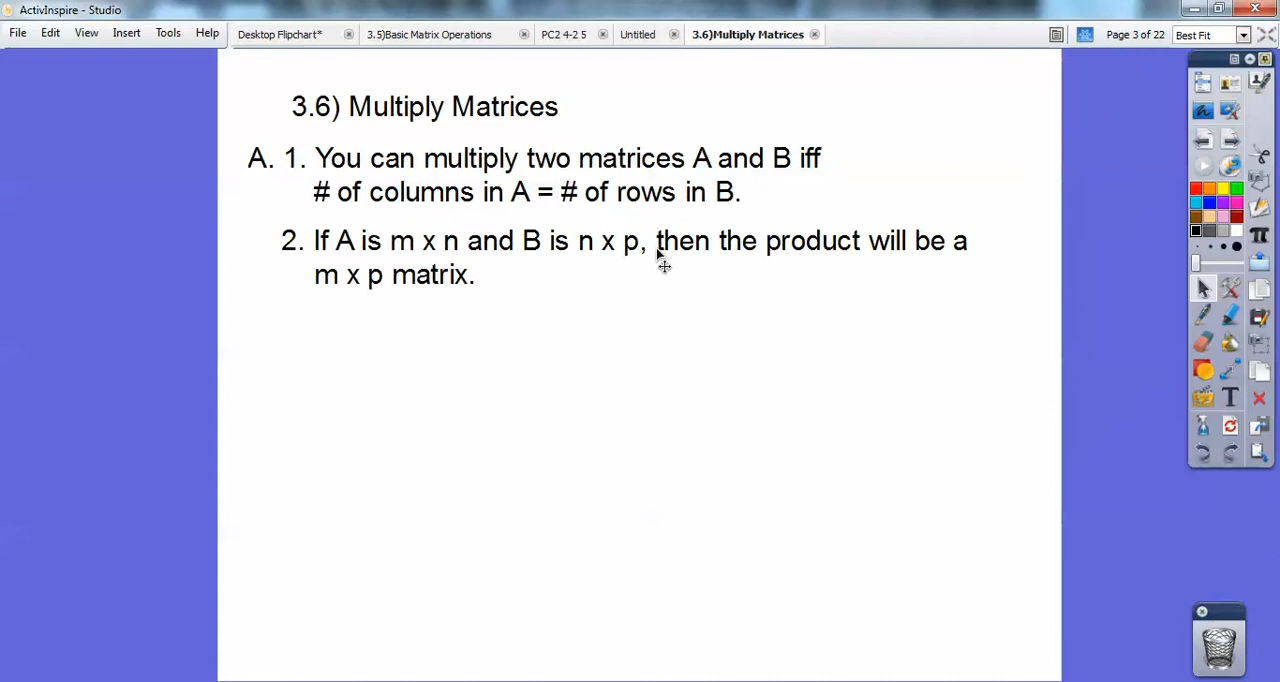 ActivInspire - Studio
File Edit View Insert Tools Help
Desktop Flipchart* 3.5)Basic Matrix Operations PC2 4-2 5 Untitled 3.6)Multiply Matrices Page 3 of 22 Best Fit
3.6) Multiply Matrices
A. 1. You can multiply two matrices A and B iff
# of columns in A = # of rows in B.
2. If A is m x n and B is n x p, then the product will be a
m x p matrix.